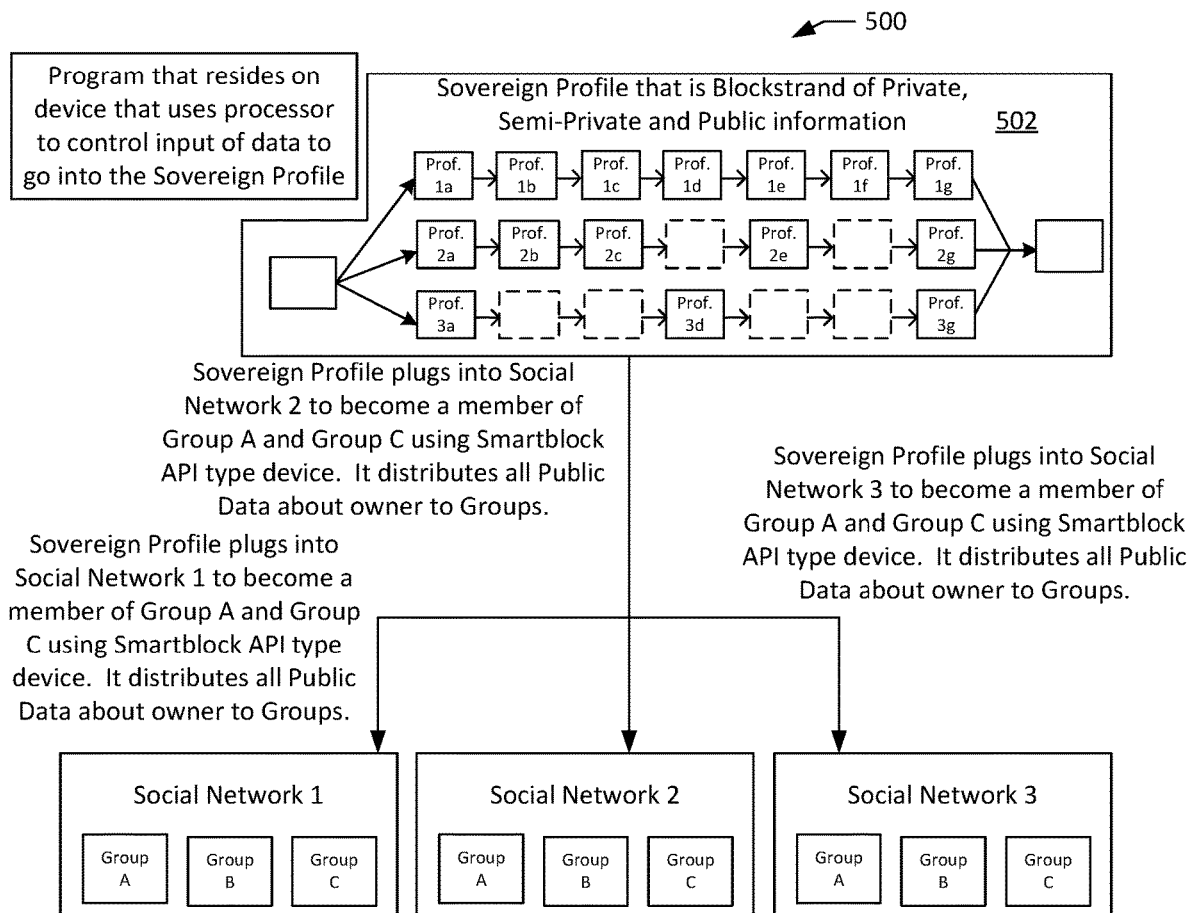 500
Program that resides on
device that uses processor
to control input of data to
go into the Sovereign Profile
Sovereign Profile that is Blockstrand of Private,
Semi-Private and Public information
502
Prof.
1a
Prof.
1b
Prof.
1c
Prof.
1d
Prof.
1e
Prof.
1f
Prof.
1g
Prof.
2a
Prof.
2b
Prof.
2c
Prof.
2e
Prof.
2g
Prof.
3a
Prof.
3d
Prof.
3g
Sovereign Profile plugs into Social
Network 2 to become a member of
Group A and Group C using Smartblock
API type device.  It distributes all Public
Data about owner to Groups.
Sovereign Profile plugs into Social
Network 3 to become a member of
Group A and Group C using Smartblock
API type device.  It distributes all Public
Data about owner to Groups.
Sovereign Profile plugs into
Social Network 1 to become a
member of Group A and Group
C using Smartblock API type
device.  It distributes all Public
Data about owner to Groups.
Social Network 1
Group
A
Group
B
Group
C
Social Network 2
Group
A
Group
B
Group
C
Social Network 3
Group
A
Group
B
Group
C